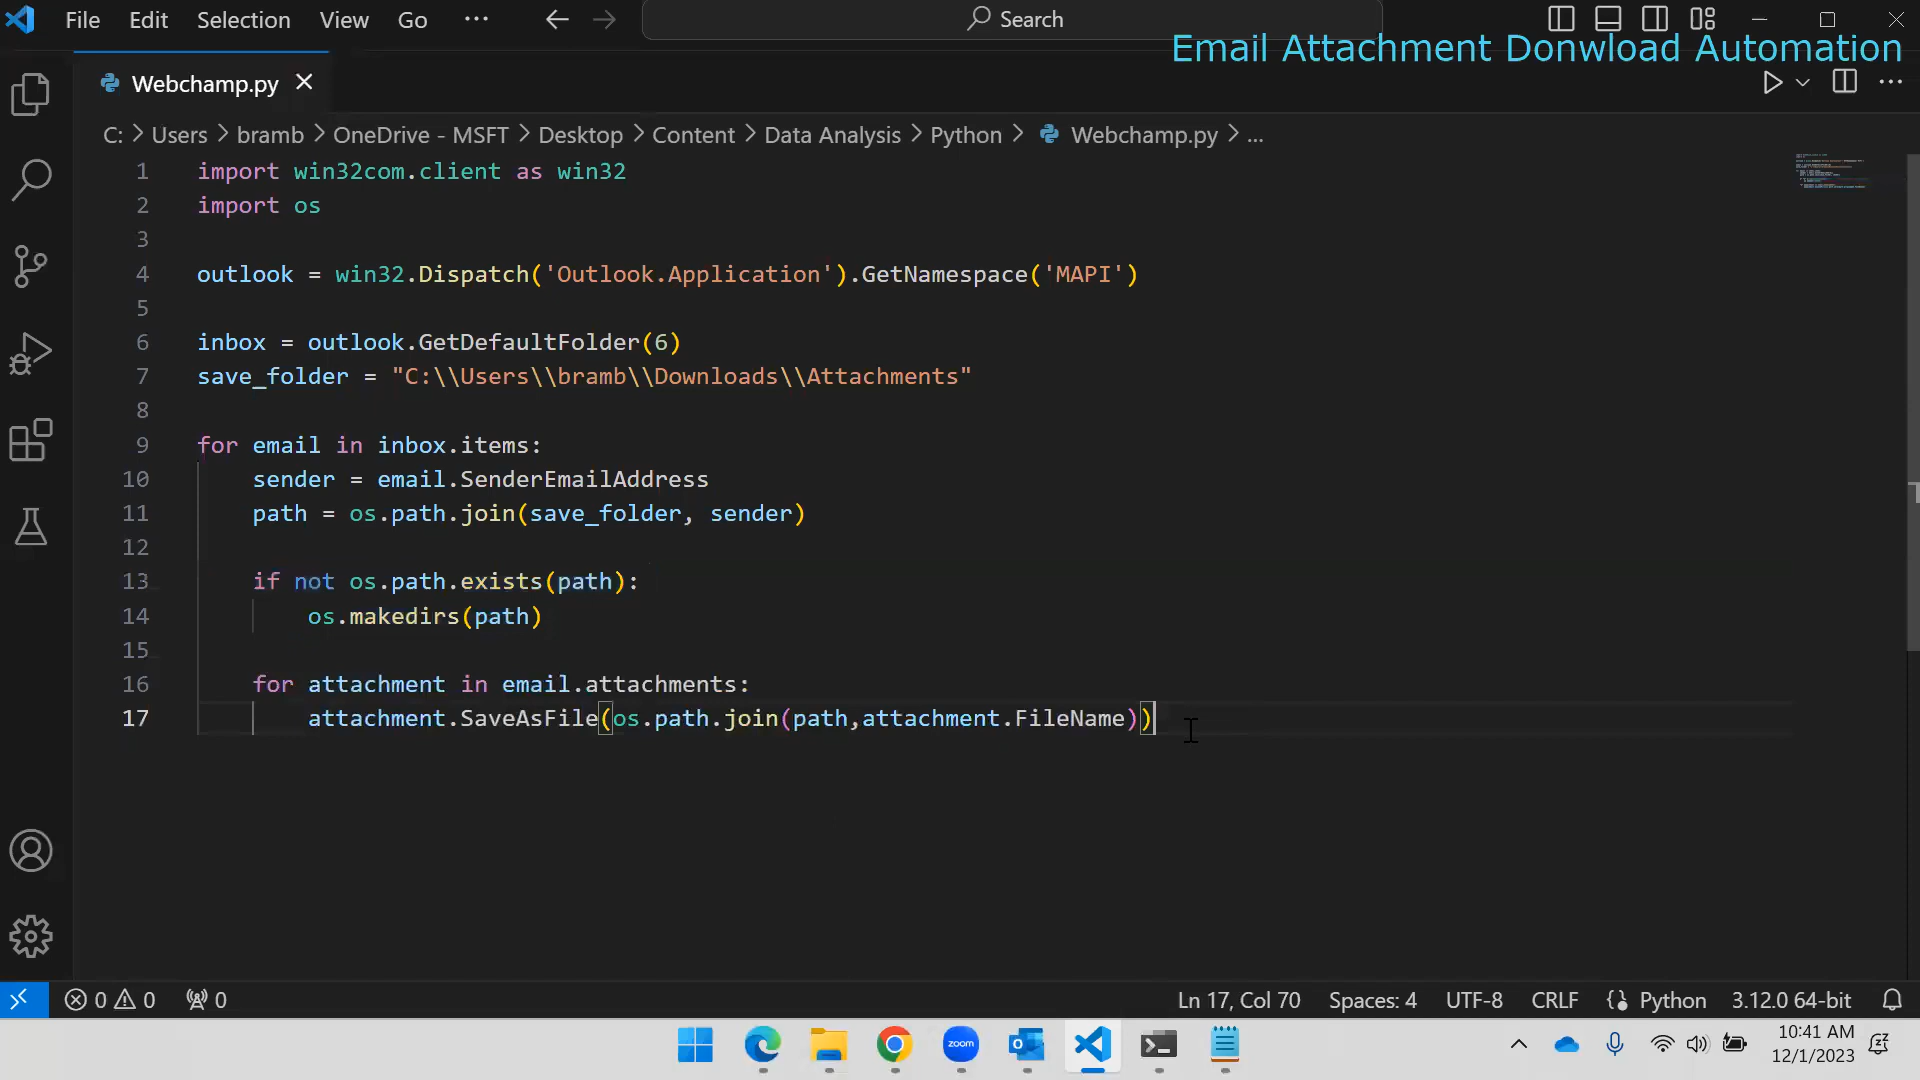 File Edit Selection View Go ··· Search
Email Attachment Donwload Automation
Webchamp.py
C: > Users > bramb > OneDrive - MSFT > Desktop > Content > Data Analysis > Python > Webchamp.py > ...
1 import win32com.client as win32
2 import os
3
4 outlook = win32.Dispatch('Outlook.Application').GetNamespace('MAPI')
5
6 inbox = outlook.GetDefaultFolder(6)
7 save_folder = "C:\\Users\\bramb\\Downloads\\Attachments"
8
9 for email in inbox.items:
10 sender = email.SenderEmailAddress
11 path = os.path.join(save_folder, sender)
12
13 if not os.path.exists(path):
14 os.makedirs(path)
15
16 for attachment in email.attachments:
17 attachment.SaveAsFile(os.path.join(path,attachment.FileName))
0 0 0 Ln 17, Col 70 Spaces: 4 UTF-8 CRLF Python 3.12.0 64-bit
zoom
10:41 AM
12/1/2023